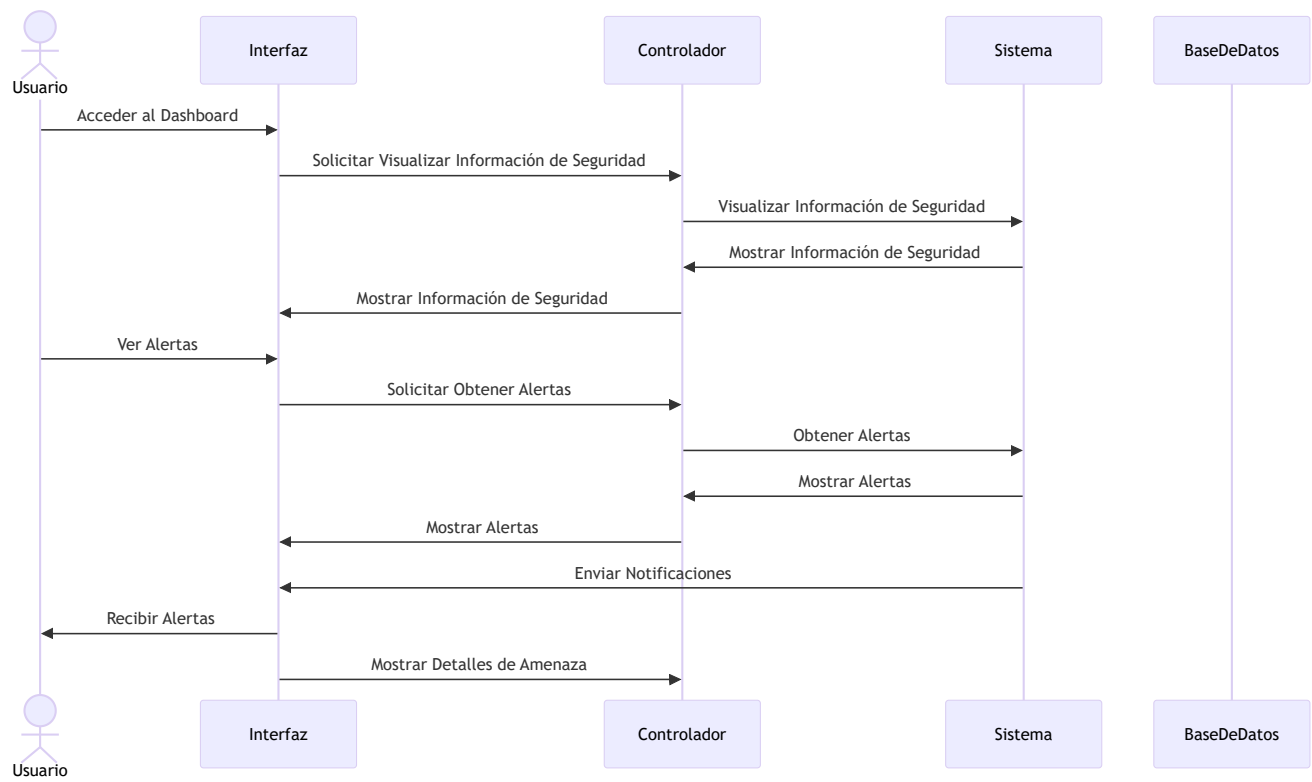 Interfaz
Controlador
Sistema
BaseDeDatos
Usuario
Acceder al Dashboard
Solicitar Visualizar Información de Seguridad
Visualizar Información de Seguridad
Mostrar Información de Seguridad
Mostrar Información de Seguridad
Ver Alertas
Solicitar Obtener Alertas
Obtener Alertas
Mostrar Alertas
Mostrar Alertas
Enviar Notificaciones
Recibir Alertas
Mostrar Detalles de Amenaza
Interfaz
Controlador
Sistema
BaseDeDatos
Usuario